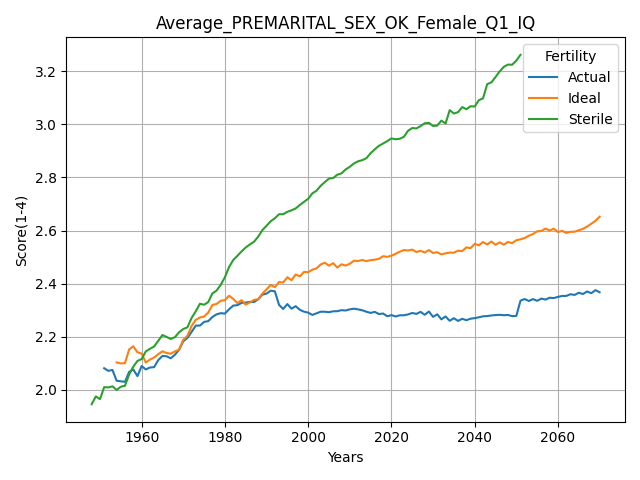 Average_PREMARITAL_SEX_OK_Female_Q1_IQ
Score(1-4)
3.2
3.0
2.8
2.6
2.4
2.2
2.0
Fertility
Actual
Ideal
Sterile
1960 1980 2000 2020 2040 2060
Years